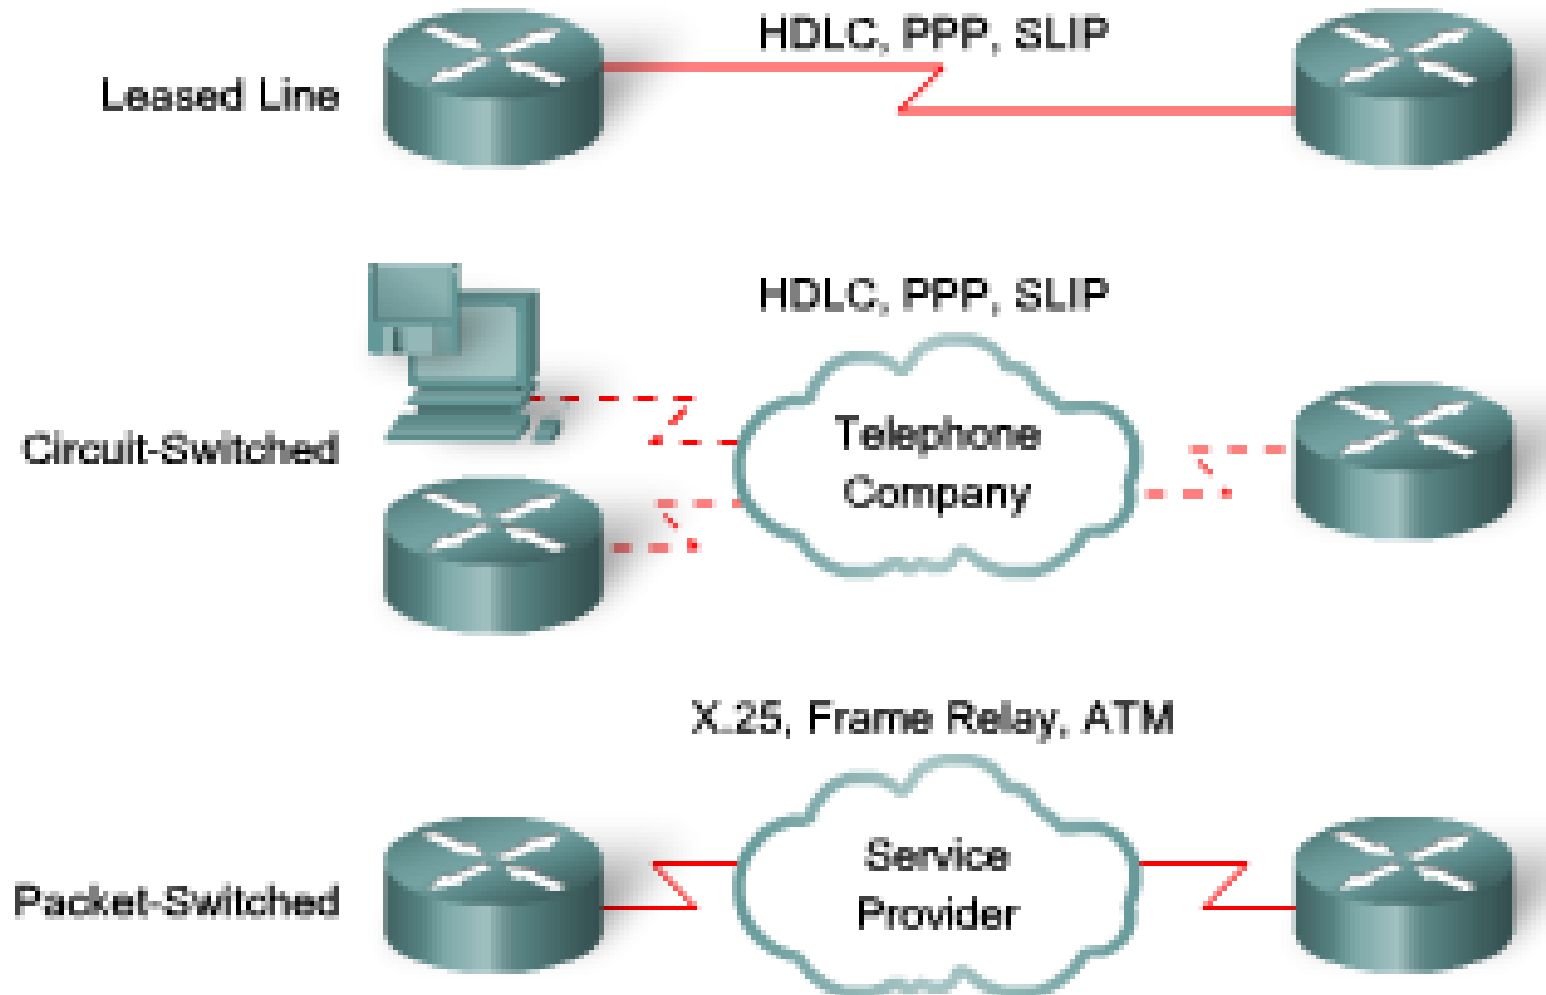 HDLC, PPP, SLIP
Leased Line
HDLC, PPP, SLIP
Circuit-Switched
Telephone
Company
X.25, Frame Relay, ATM
Packet-Switched
Service
Provider